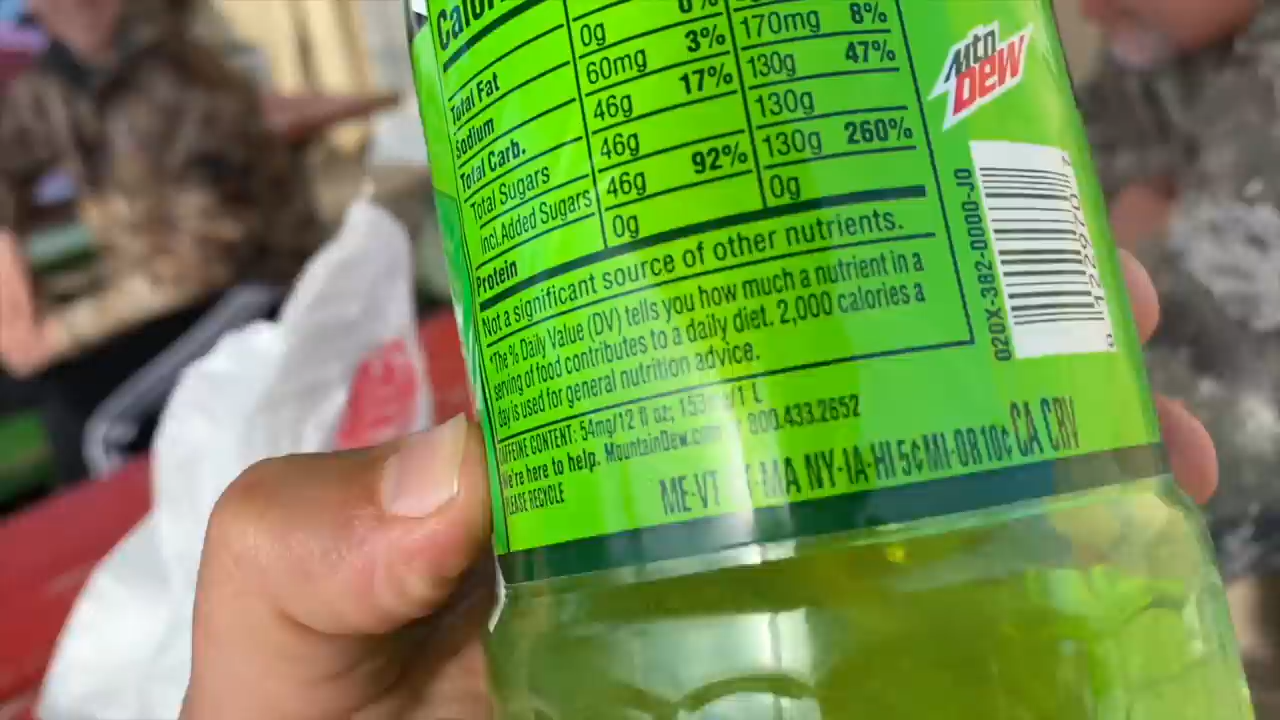 0g 0% 170mg 8%
Total Fat 60mg 3% 130g 47%
Sodium 46g 17% 130g
Total Carb. 46g 130g 260%
Total Sugars 46g 92% 0g
Incl.Added Sugars 0g
Protein
Not a significant source of other nutrients.
*The % Daily Value (DV) tells you how much a nutrient in a
serving of food contributes to a daily diet. 2,000 calories a
day is used for general nutrition advice.
CAFFEINE CONTENT: 54mg/12 fl oz; /1 L
We're here to help. MountainDew.com 800.433.2652
PLEASE RECYCLE
ME-VT MA NY-IA-HI 5¢ MI-OR 10¢ CA CRV
mtn
DEW
020X-382-0000-J0